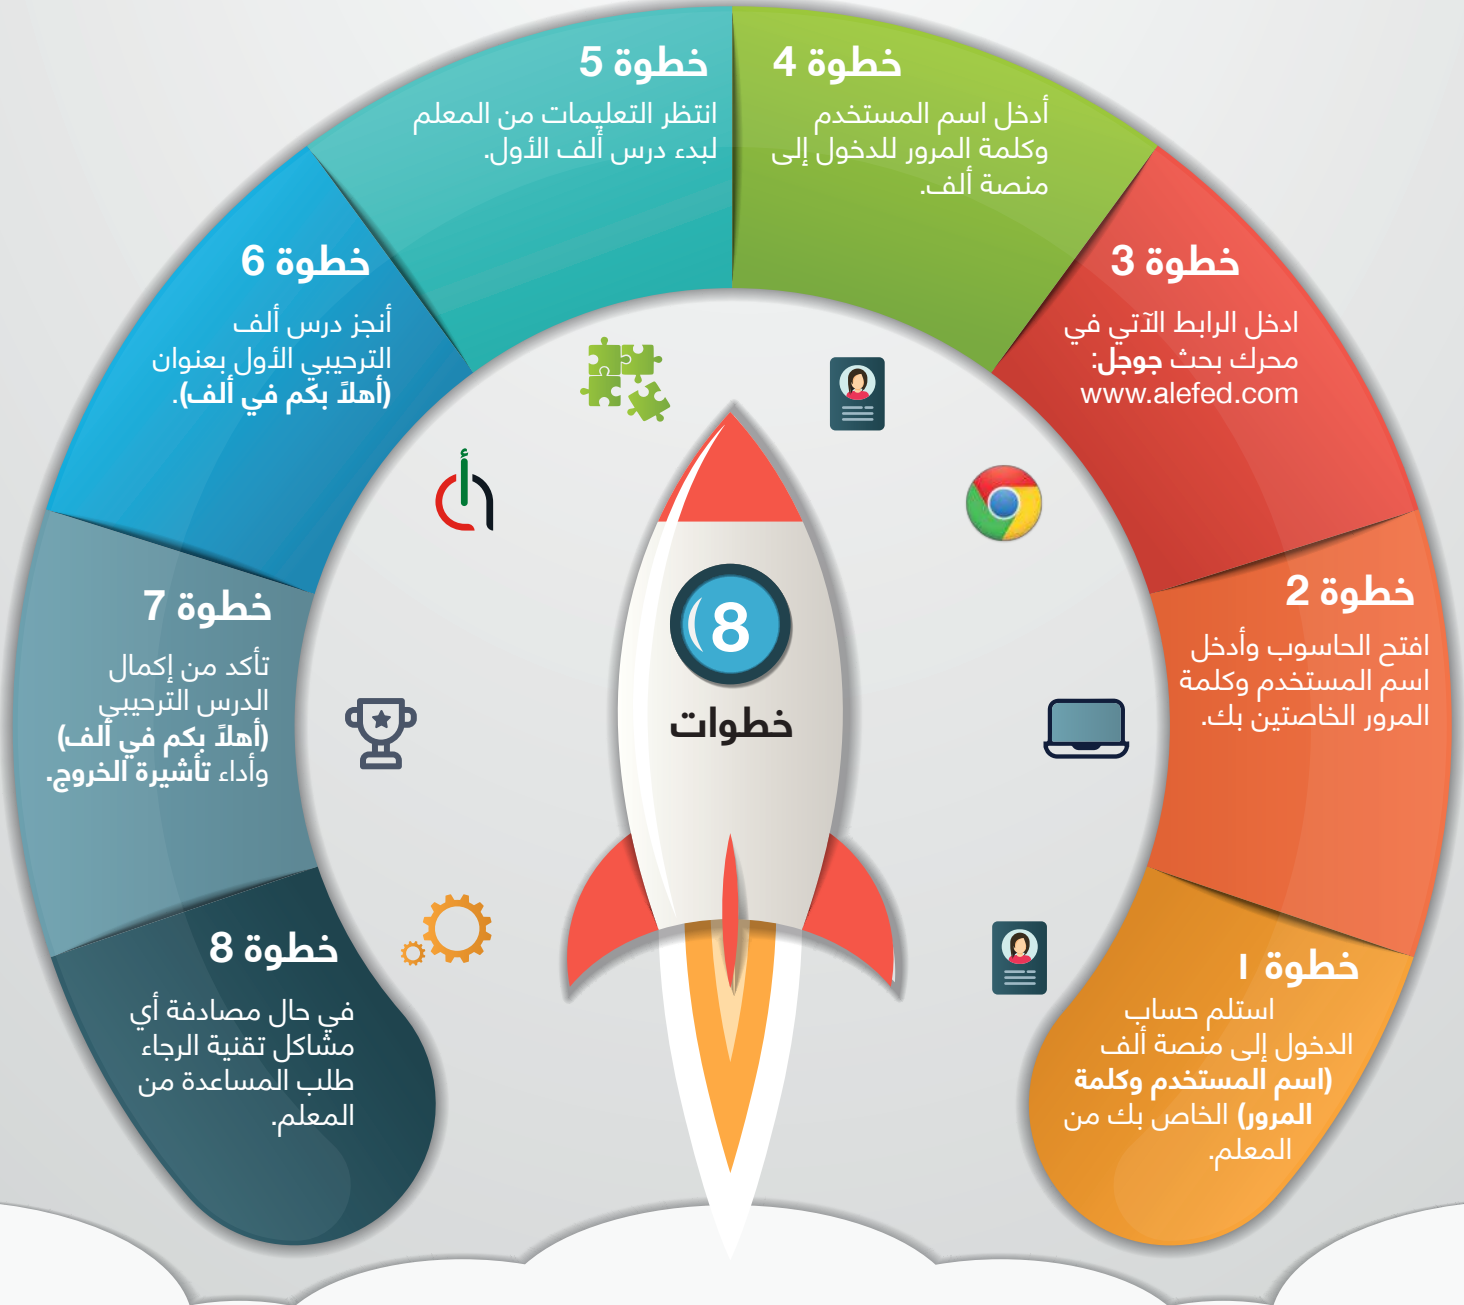 خطوة 1
استلم حساب
الدخول إلى منصة ألف
(اسم المستخدم وكلمة
المرور) الخاص بك من
المعلم.
خطوة 2
افتح الحاسوب وأدخل
اسم المستخدم وكلمة
المرور الخاصتين بك.
خطوة 3
ادخل الرابط الآتي في
محرك بحث جوجل:
www.alefed.com
خطوة 4
أدخل اسم المستخدم
وكلمة المرور للدخول إلى
منصة ألف.
خطوة 5
انتظر التعليمات من المعلم
لبدء درس ألف الأول.
خطوة 6
أنجز درس ألف
الترحيبي الأول بعنوان
(أهلاً بكم في ألف).
خطوة 7
تأكد من إكمال
الدرس الترحيبي
(أهلاً بكم في ألف)
وأداء تأشيرة الخروج.
خطوة 8
في حال مصادفة أي
مشاكل تقنية الرجاء
طلب المساعدة من
المعلم.
8
خطوات